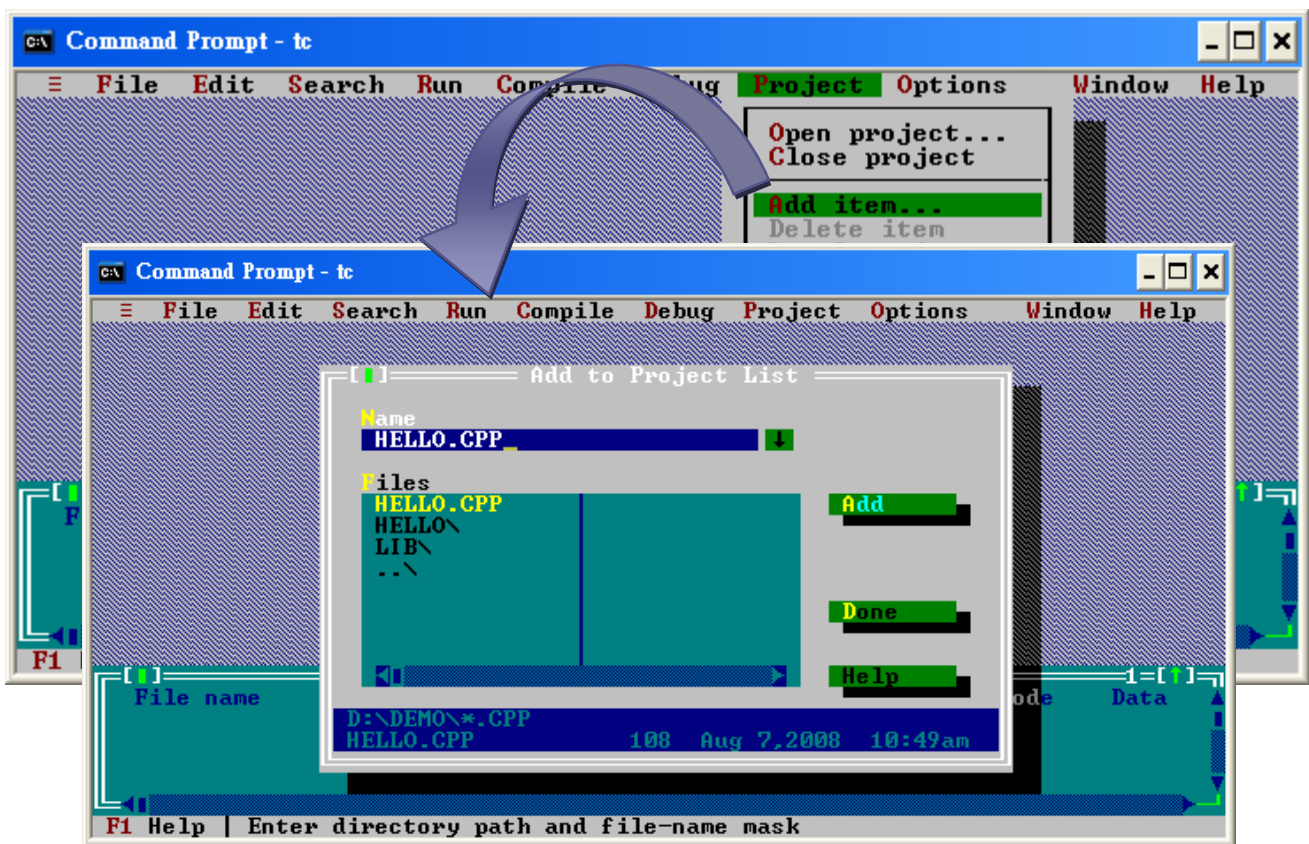 Command Prompt - tc
≡ File Edit Search Run Compile Debug Project Options Window Help
Open project...
Close project
Add item...
Delete item
F1
Command Prompt - tc
≡ File Edit Search Run Compile Debug Project Options Window Help
Add to Project List
Name
HELLO.CPP
Files
HELLO.CPP
HELLO\
LIB\
..\
Add
Done
Help
D:\DEMO\*.CPP
HELLO.CPP 108 Aug 7,2008 10:49am
1=[↑]
File name ode Data
F1 Help | Enter directory path and file-name mask